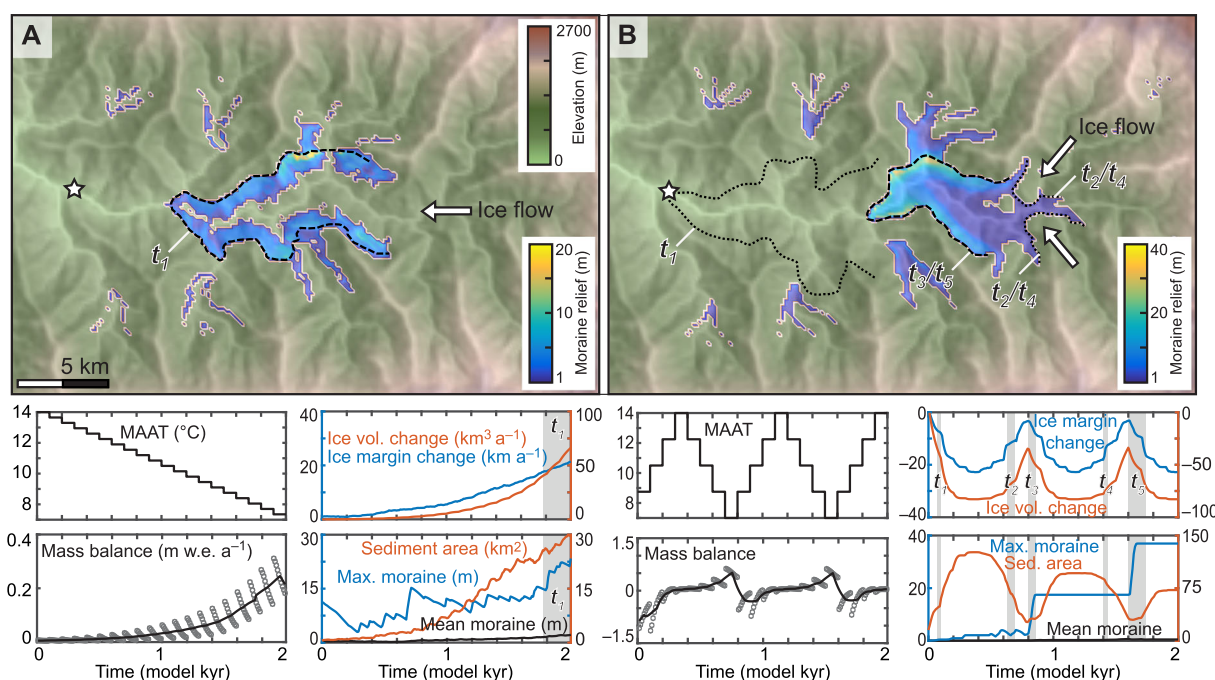 A
2700
Elevation (m)
0
t1
Ice flow
20
10
1
Moraine relief (m)
5 km
B
Ice flow
t2/t4
t1
t3/t5
t2/t4
40
20
1
Moraine relief (m)
14
12
10
8
MAAT (°C)
40
20
0
Ice vol. change (km³ a⁻¹)
Ice margin change (km a⁻¹)
t1
100
50
0
0.4
0.2
0
Mass balance (m w.e. a⁻¹)
0 1 2
Time (model kyr)
30
15
0
Sediment area (km²)
Max. moraine (m)
t1
Mean moraine (m)
30
15
0
0 1 2
Time (model kyr)
14
12
10
8
MAAT
0
−20
−40
Ice margin
change
t1 t2 t3 t4 t5
Ice vol. change
0
−50
−100
1.5
0
−1.5
Mass balance
0 1 2
Time (model kyr)
40
20
0
Max. moraine
Sed. area
Mean moraine
150
75
0
0 1 2
Time (model kyr)